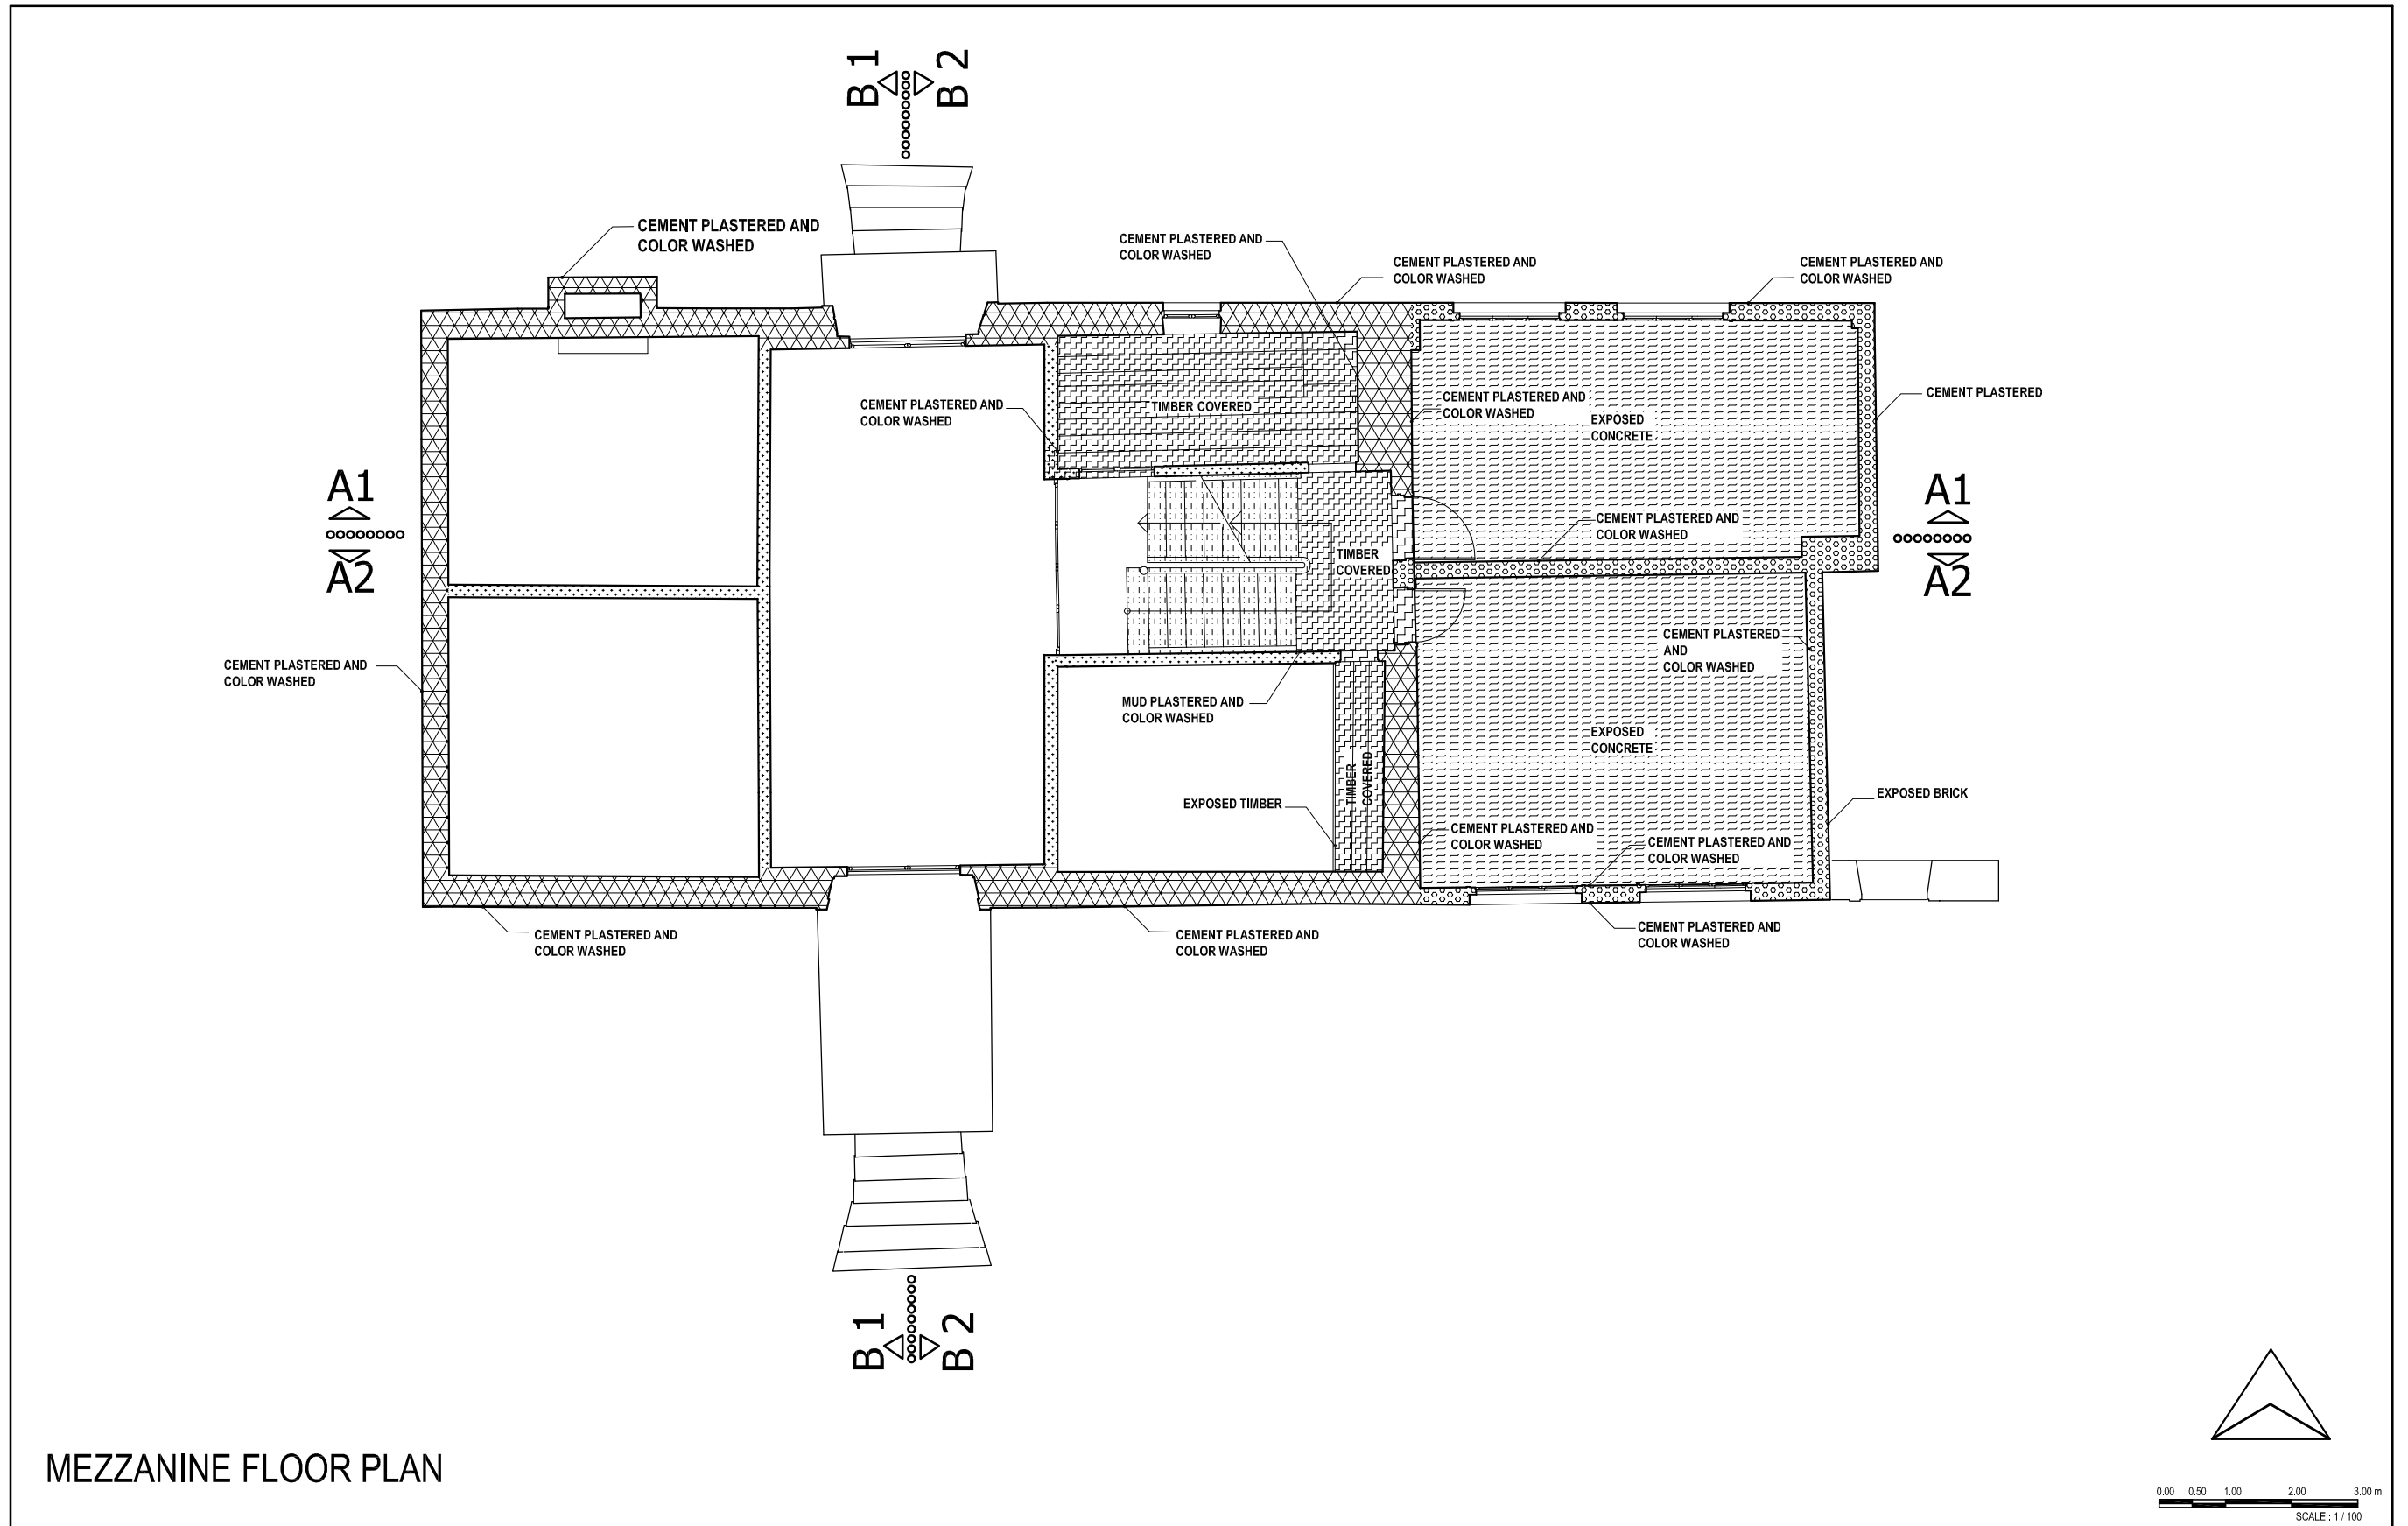 B 1
B 2
CEMENT PLASTERED AND
COLOR WASHED
CEMENT PLASTERED AND
COLOR WASHED
CEMENT PLASTERED AND
COLOR WASHED
CEMENT PLASTERED AND
COLOR WASHED
CEMENT PLASTERED
CEMENT PLASTERED AND
COLOR WASHED
TIMBER COVERED
CEMENT PLASTERED AND
COLOR WASHED
EXPOSED
CONCRETE
A1
A2
A1
A2
CEMENT PLASTERED AND
COLOR WASHED
TIMBER
COVERED
CEMENT PLASTERED
AND
COLOR WASHED
CEMENT PLASTERED AND
COLOR WASHED
MUD PLASTERED AND
COLOR WASHED
EXPOSED
CONCRETE
TIMBER
COVERED
EXPOSED TIMBER
EXPOSED BRICK
CEMENT PLASTERED AND
COLOR WASHED
CEMENT PLASTERED AND
COLOR WASHED
CEMENT PLASTERED AND
COLOR WASHED
CEMENT PLASTERED AND
COLOR WASHED
CEMENT PLASTERED AND
COLOR WASHED
B 1
B 2
MEZZANINE FLOOR PLAN
0.00 0.50 1.00 2.00 3.00 m
SCALE : 1 / 100